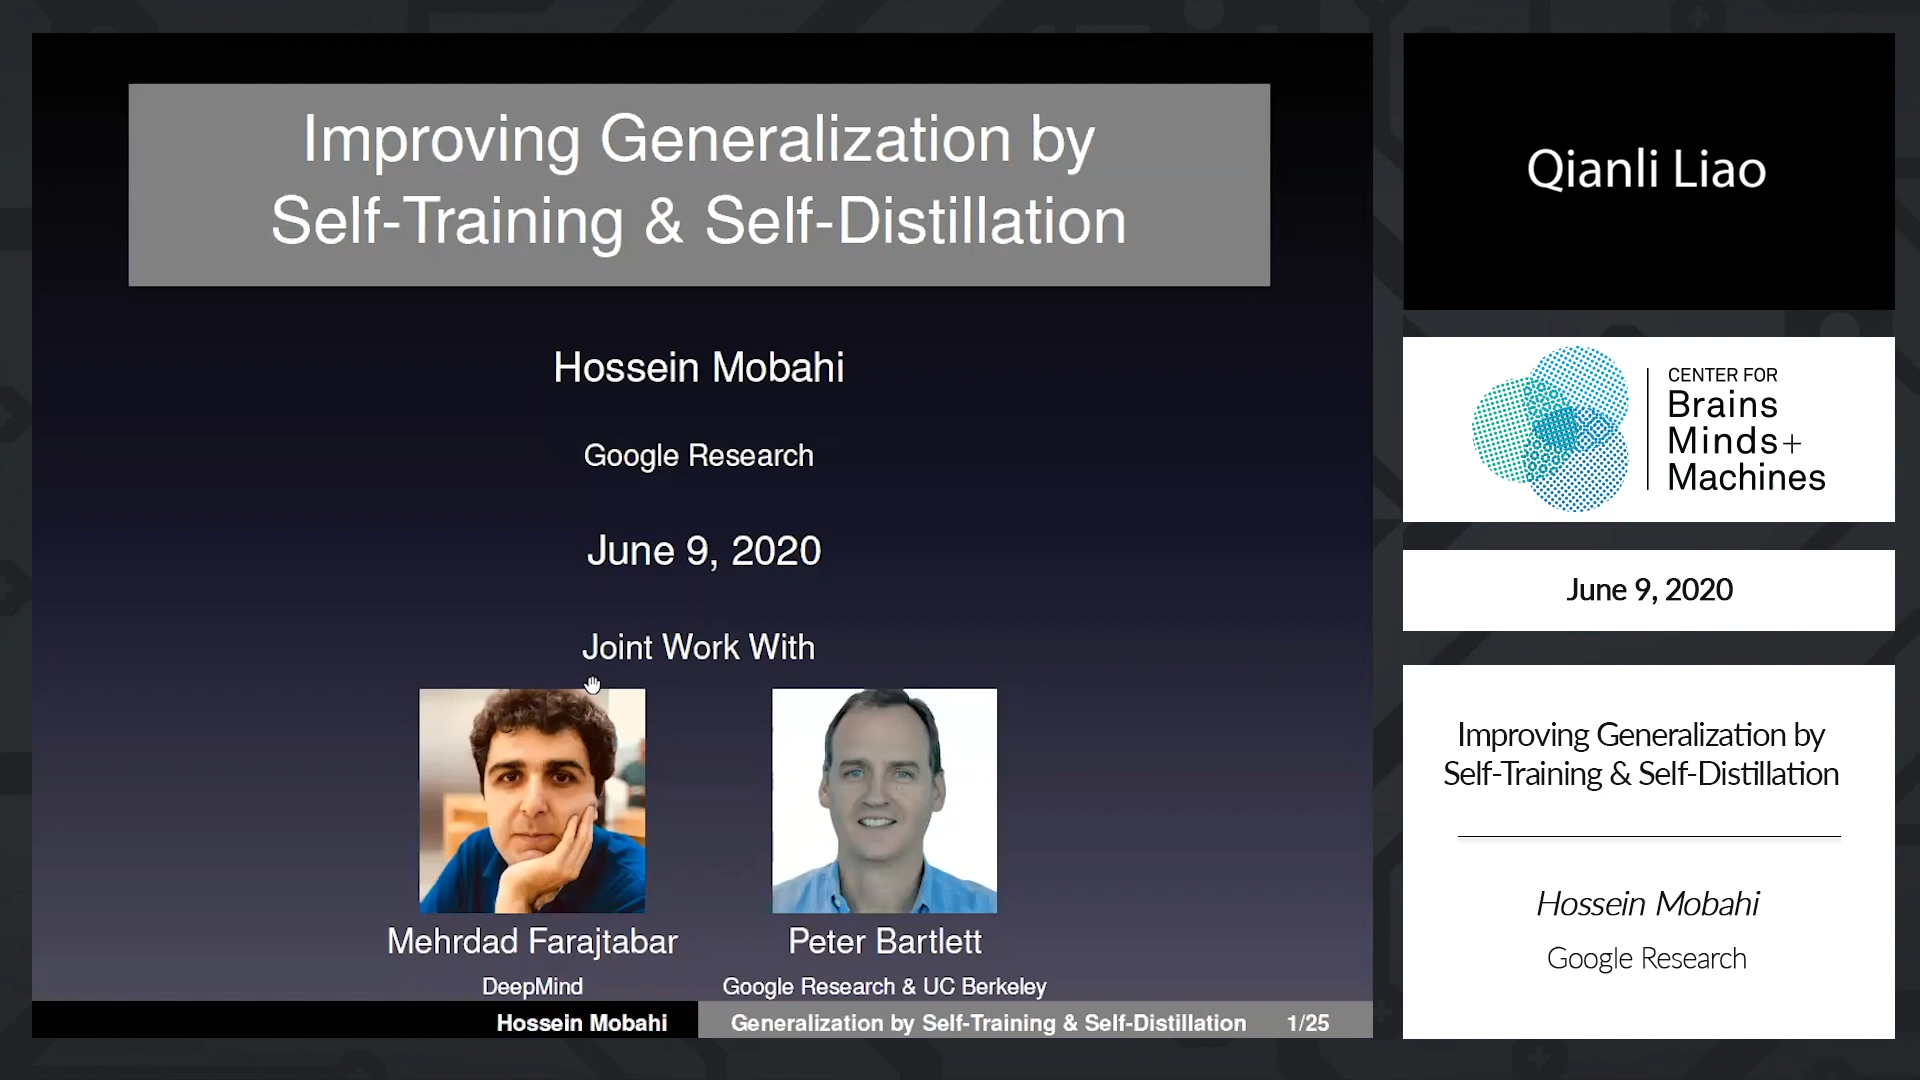 Improving Generalization by
Self-Training & Self-Distillation
Hossein Mobahi
Google Research
June 9, 2020
Joint Work With
Mehrdad Farajtabar
DeepMind
Peter Bartlett
Google Research & UC Berkeley
Hossein Mobahi
Generalization by Self-Training & Self-Distillation
1/25
Qianli Liao
CENTER FOR
Brains
Minds+
Machines
June 9, 2020
Improving Generalization by
Self-Training & Self-Distillation
Hossein Mobahi
Google Research